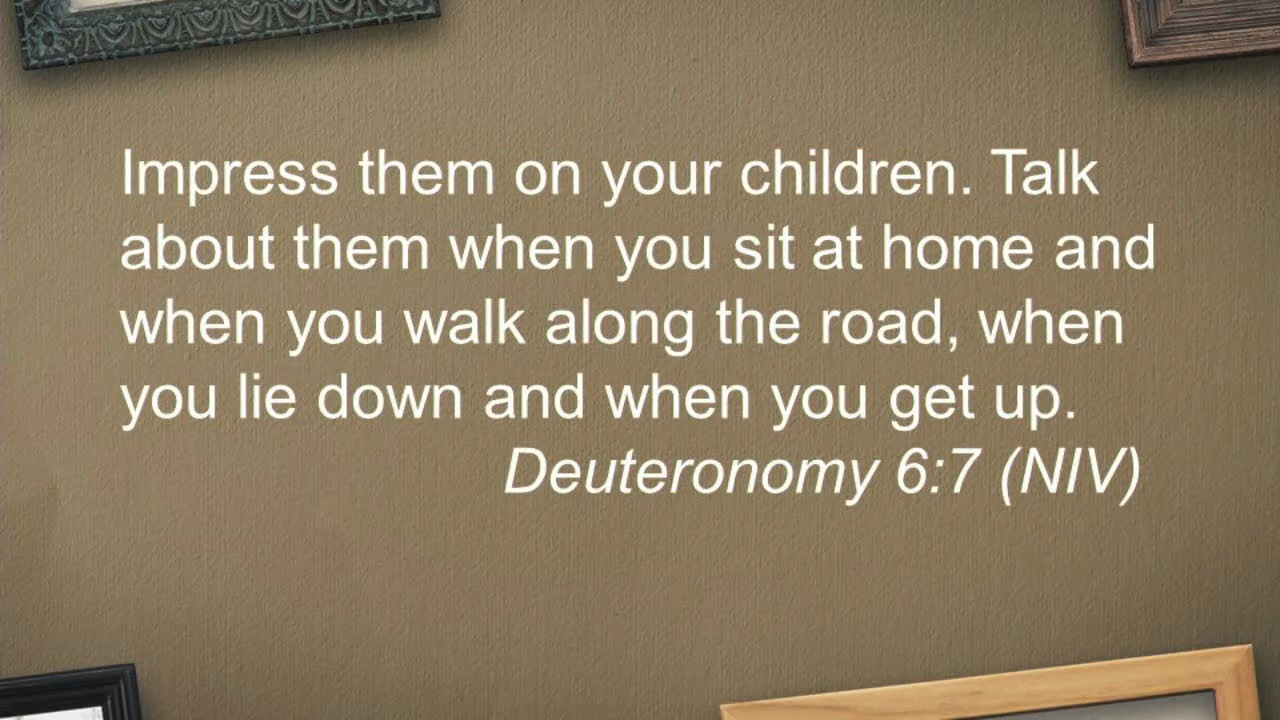 Impress them on your children. Talk
about them when you sit at home and
when you walk along the road, when
you lie down and when you get up.
Deuteronomy 6:7 (NIV)